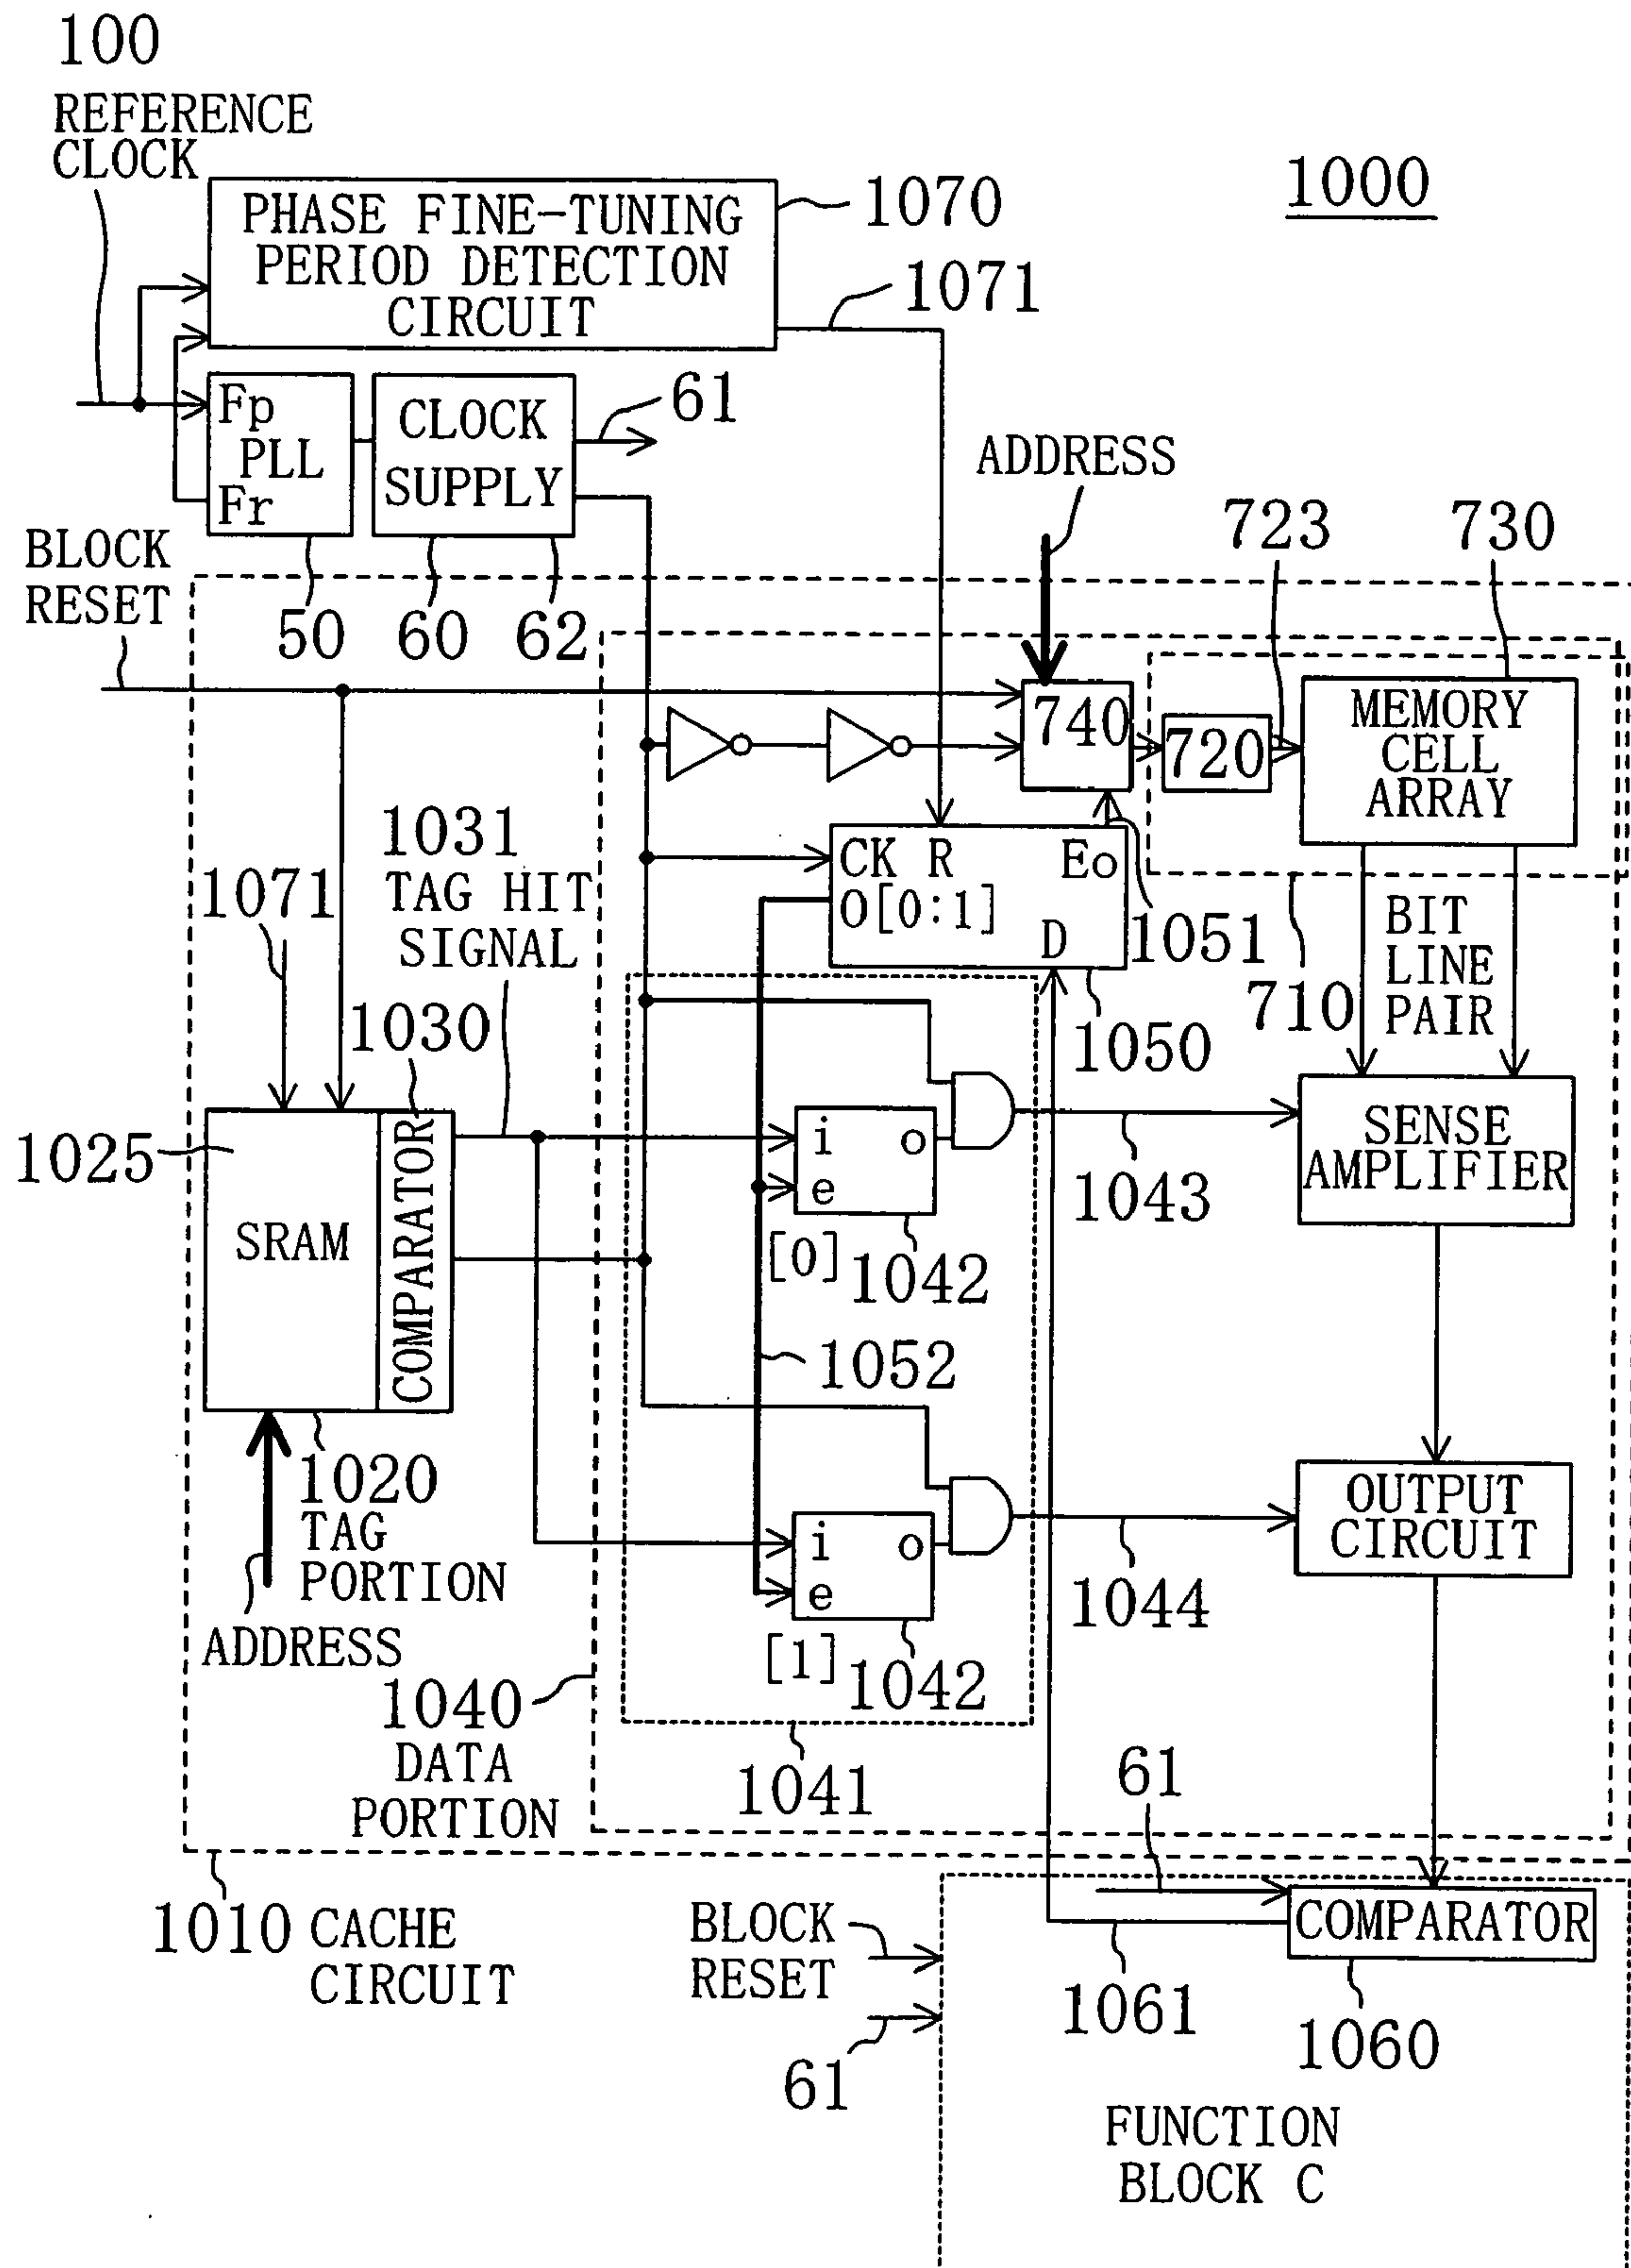 100
REFERENCE
CLOCK
1000
PHASE FINE-TUNING
PERIOD DETECTION
CIRCUIT
1070
1071
Fp
PLL
Fr
CLOCK
SUPPLY
61
ADDRESS
723
730
BLOCK
RESET
50
60
62
740
720
MEMORY
CELL
ARRAY
1031
TAG HIT
SIGNAL
1071
CK R
Eo
O[0:1]
D
1051
710
BIT
LINE
PAIR
1030
1050
1025
SRAM
COMPARATOR
i
o
e
[0]
1042
1043
SENSE
AMPLIFIER
1052
1020
TAG
PORTION
ADDRESS
i
o
e
[1]
1042
1044
OUTPUT
CIRCUIT
1040
DATA
PORTION
1041
61
1010 CACHE
CIRCUIT
BLOCK
RESET
61
COMPARATOR
1061
1060
FUNCTION
BLOCK C